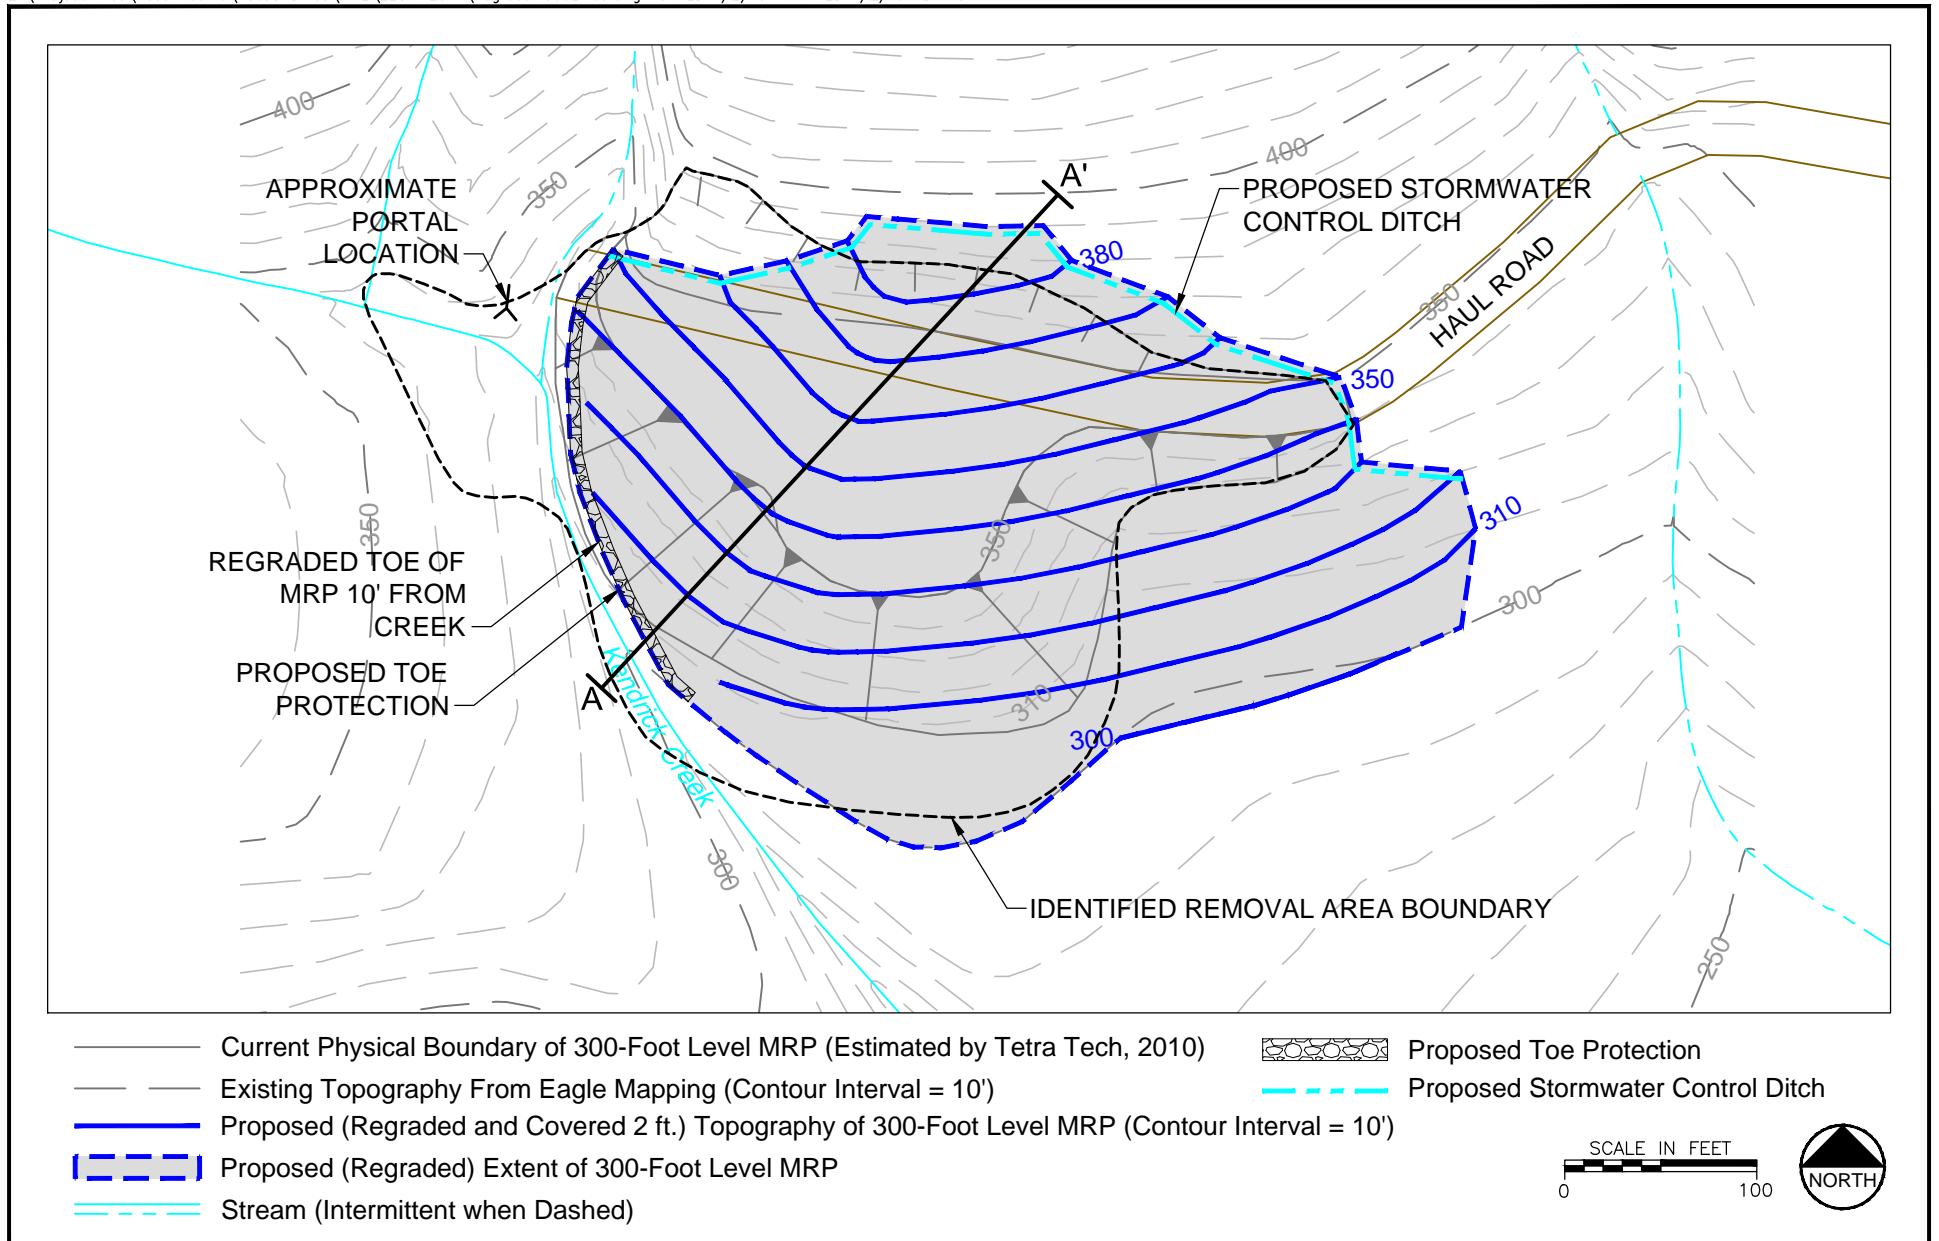 400
350
APPROXIMATE
PORTAL
LOCATION
A'
400
PROPOSED STORMWATER
CONTROL DITCH
380
350
HAUL ROAD
350
350
350
310
300
REGRADED TOE OF
MRP 10' FROM
CREEK
PROPOSED TOE
PROTECTION
A
Kendrick Creek
310
300
300
IDENTIFIED REMOVAL AREA BOUNDARY
250
Current Physical Boundary of 300-Foot Level MRP (Estimated by Tetra Tech, 2010)
Existing Topography From Eagle Mapping (Contour Interval = 10')
Proposed (Regraded and Covered 2 ft.) Topography of 300-Foot Level MRP (Contour Interval = 10')
Proposed (Regraded) Extent of 300-Foot Level MRP
Stream (Intermittent when Dashed)
Proposed Toe Protection
Proposed Stormwater Control Ditch
SCALE IN FEET
0 100
NORTH